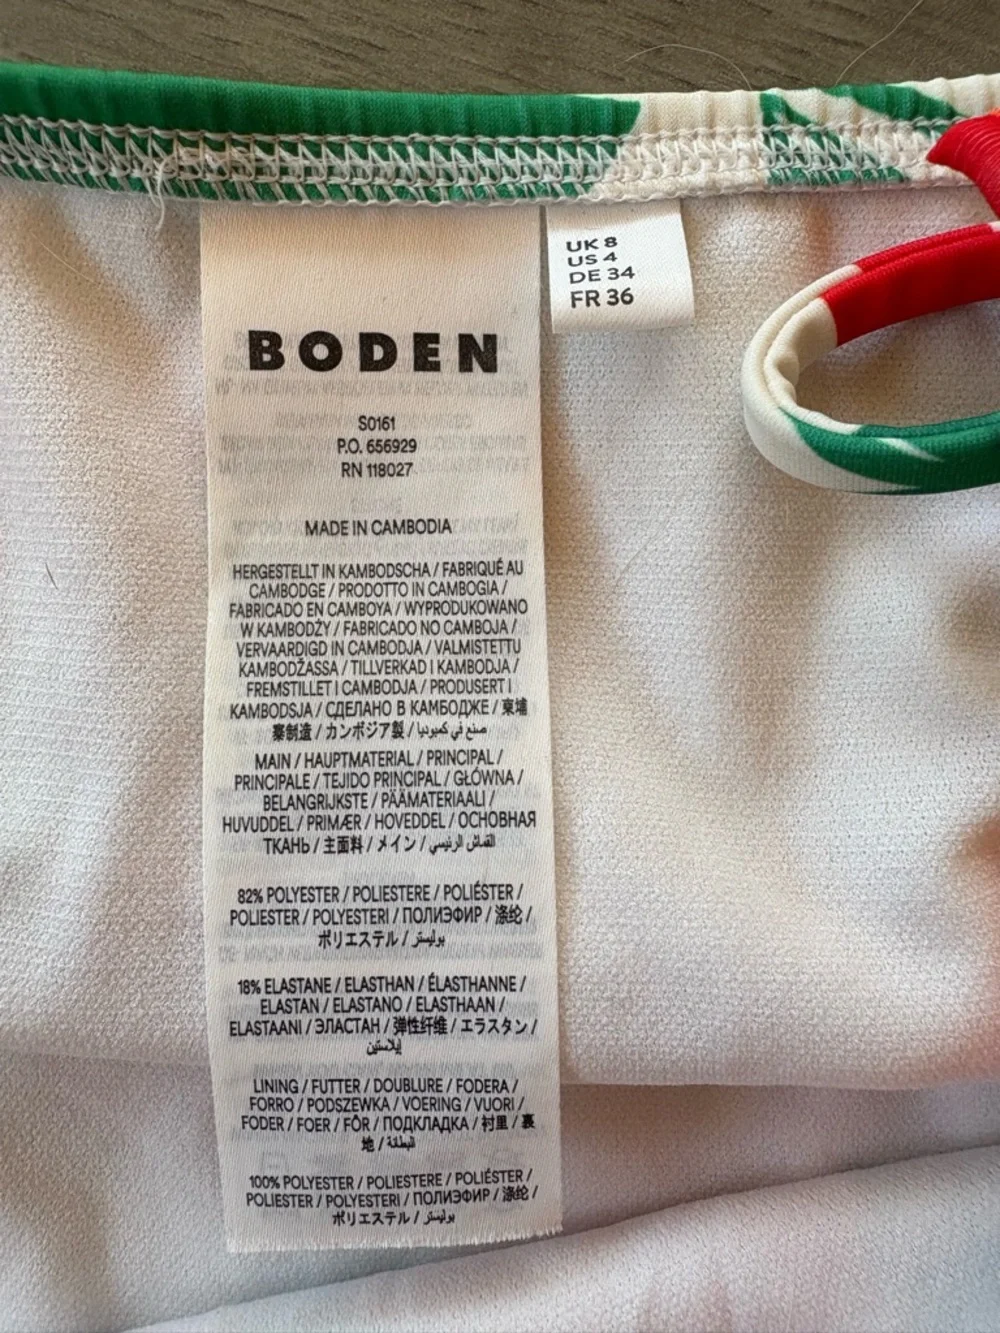 UK 8
US 4
DE 34
FR 36
BODEN
S0161
P.O. 656929
RN 118027
MADE IN CAMBODIA
HERGESTELLT IN KAMBODSCHA / FABRIQUÉ AU
CAMBODGE / PRODOTTO IN CAMBOGIA /
FABRICADO EN CAMBOYA / WYPRODUKOWANO
W KAMBODŻY / FABRICADO NO CAMBOJA /
VERVAARDIGD IN CAMBODJA / VALMISTETTU
KAMBODŽASSA / TILLVERKAD I KAMBODJA /
FREMSTILLET I CAMBODJA / PRODUSERT I
KAMBODSJA / СДЕЛАНО В КАМБОДЖЕ / 柬埔
寨制造 / カンボジア製 / صنع في كمبوديا
MAIN / HAUPTMATERIAL / PRINCIPAL /
PRINCIPALE / TEJIDO PRINCIPAL / GŁÓWNA /
BELANGRIJKSTE / PÄÄMATERIAALI /
HUVUDDEL / PRIMÆR / HOVEDDEL / ОСНОВНАЯ
ТКАНЬ / 主面料 / メイン / القماش الرئيسي
82% POLYESTER / POLIESTERE / POLIÉSTER /
POLIESTER / POLYESTERI / ПОЛИЭФИР / 涤纶 /
ポリエステル / بوليستر
18% ELASTANE / ELASTHAN / ÉLASTHANNE /
ELASTAN / ELASTANO / ELASTHAAN /
ELASTAANI / ЭЛАСТАН / 弹性纤维 / エラスタン /
إيلاستين
LINING / FUTTER / DOUBLURE / FODERA /
FORRO / PODSZEWKA / VOERING / VUORI /
FODER / FOER / FÔR / ПОДКЛАДКА / 衬里 / 裏
地 / البطانة
100% POLYESTER / POLIESTERE / POLIÉSTER /
POLIESTER / POLYESTERI / ПОЛИЭФИР / 涤纶 /
ポリエステル / بوليستر